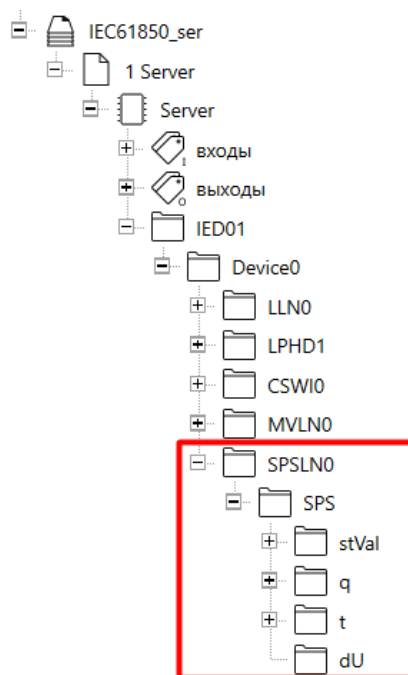 IEC61850_ser
1 Server
Server
I входы
O выходы
IED01
Device0
LLN0
LPHD1
CSWI0
MVLN0
SPSLN0
SPS
stVal
q
t
dU